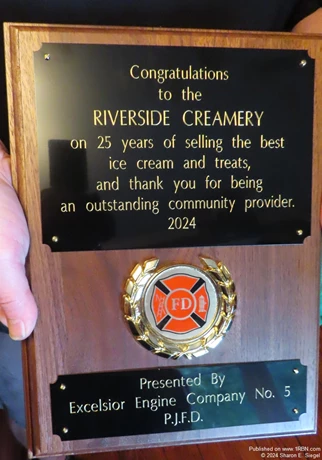 Congratulations
to the
RIVERSIDE CREAMERY
on 25 years of selling the best
ice cream and treats,
and thank you for being
an outstanding community provider.
2024
FD
Presented By
Excelsior Engine Company No. 5
P.J.F.D.
Published on www.1RBN.com
© 2024 Sharon E. Siegel